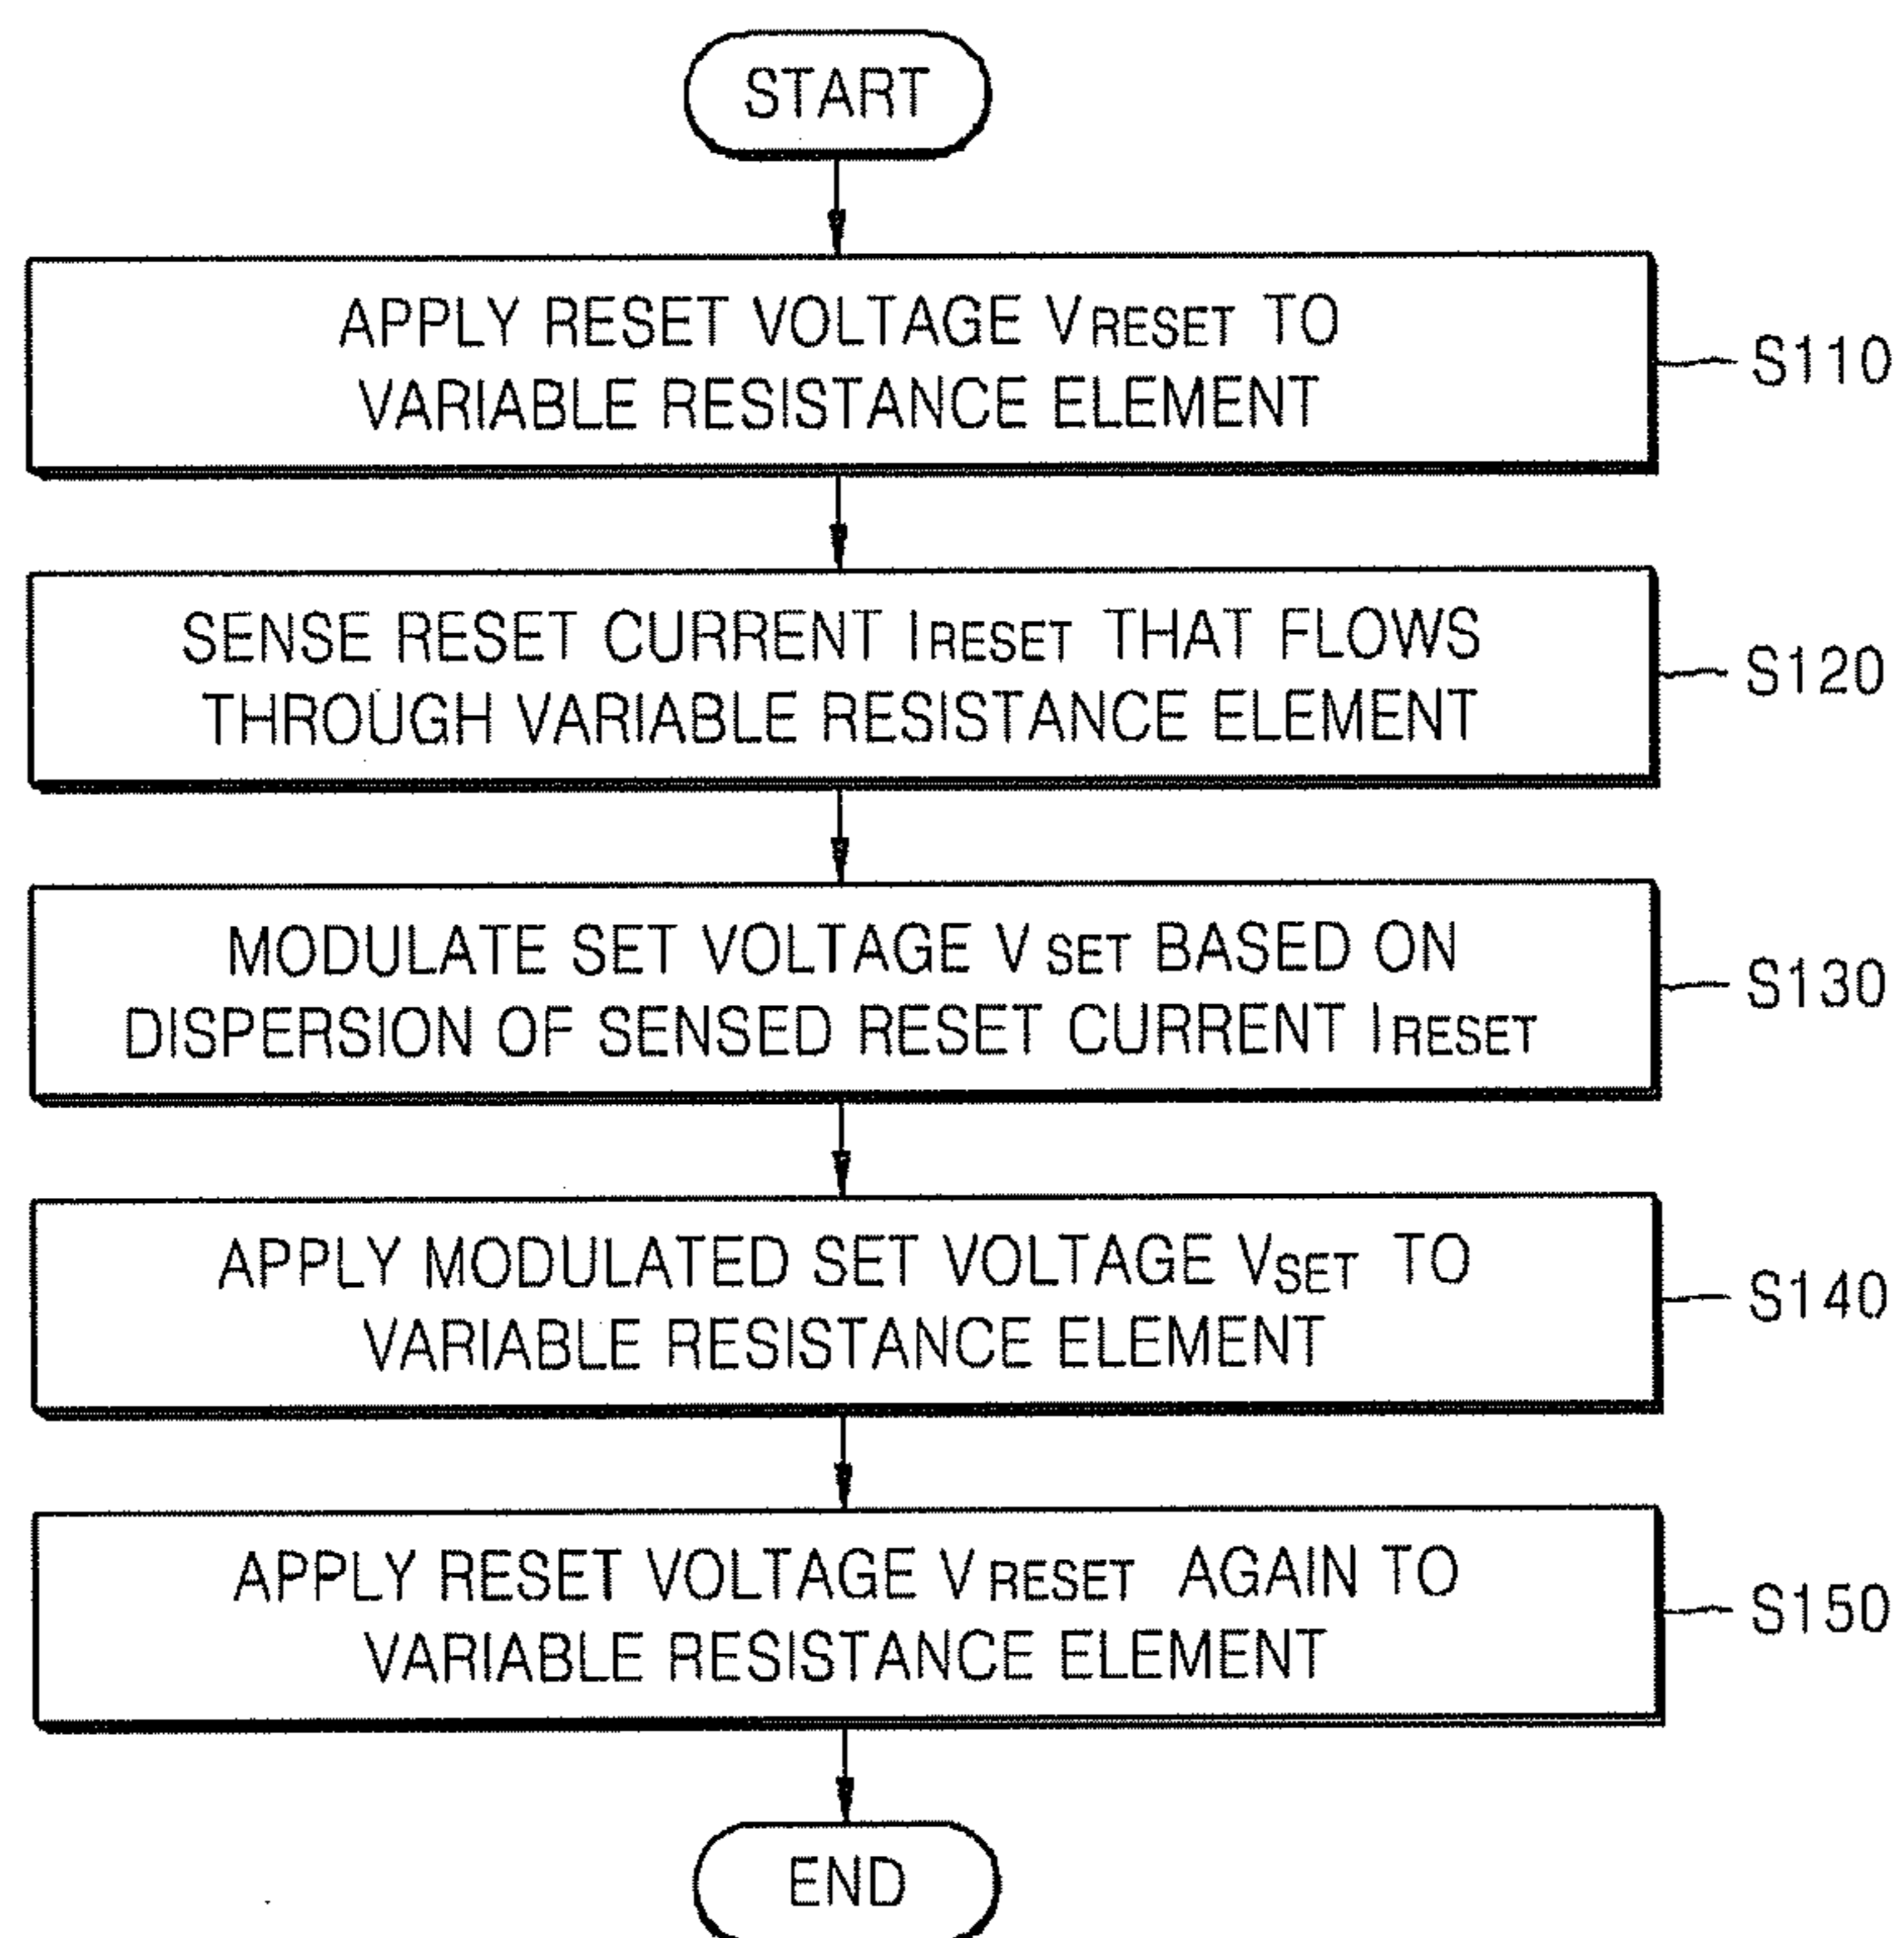 START
APPLY RESET VOLTAGE VRESET TO
VARIABLE RESISTANCE ELEMENT
S110
SENSE RESET CURRENT IRESET THAT FLOWS
THROUGH VARIABLE RESISTANCE ELEMENT
S120
MODULATE SET VOLTAGE VSET BASED ON
DISPERSION OF SENSED RESET CURRENT IRESET
S130
APPLY MODULATED SET VOLTAGE VSET TO
VARIABLE RESISTANCE ELEMENT
S140
APPLY RESET VOLTAGE VRESET AGAIN TO
VARIABLE RESISTANCE ELEMENT
S150
END